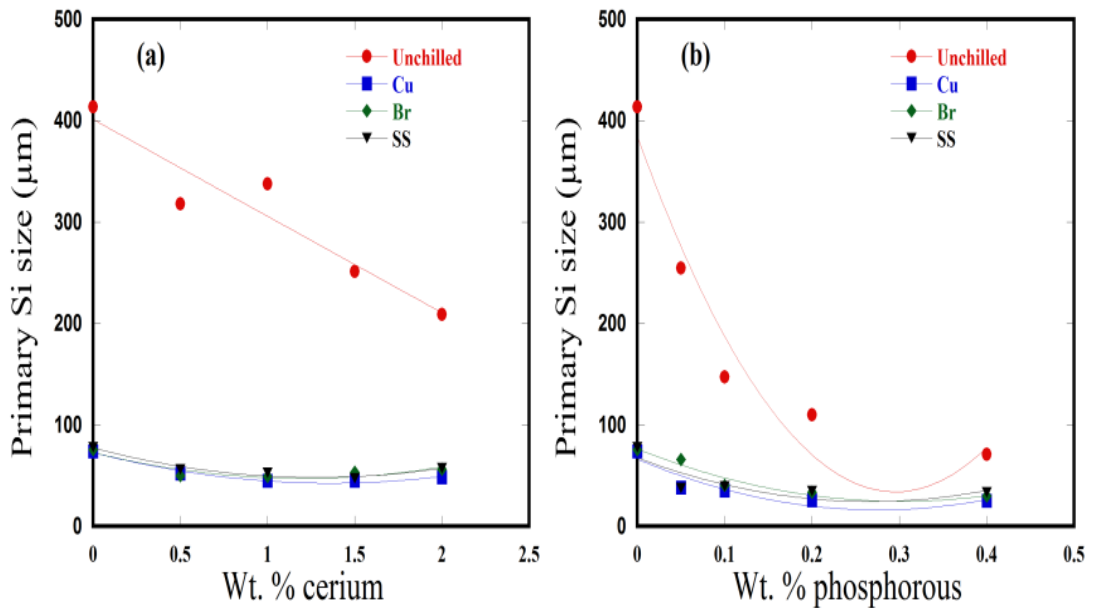 (a)
Unchilled
Cu
Br
SS
Primary Si size (µm)
500
400
300
200
100
0
0 0.5 1 1.5 2 2.5
Wt. % cerium
(b)
Unchilled
Cu
Br
SS
Primary Si size (µm)
500
400
300
200
100
0
0 0.1 0.2 0.3 0.4 0.5
Wt. % phosphorous